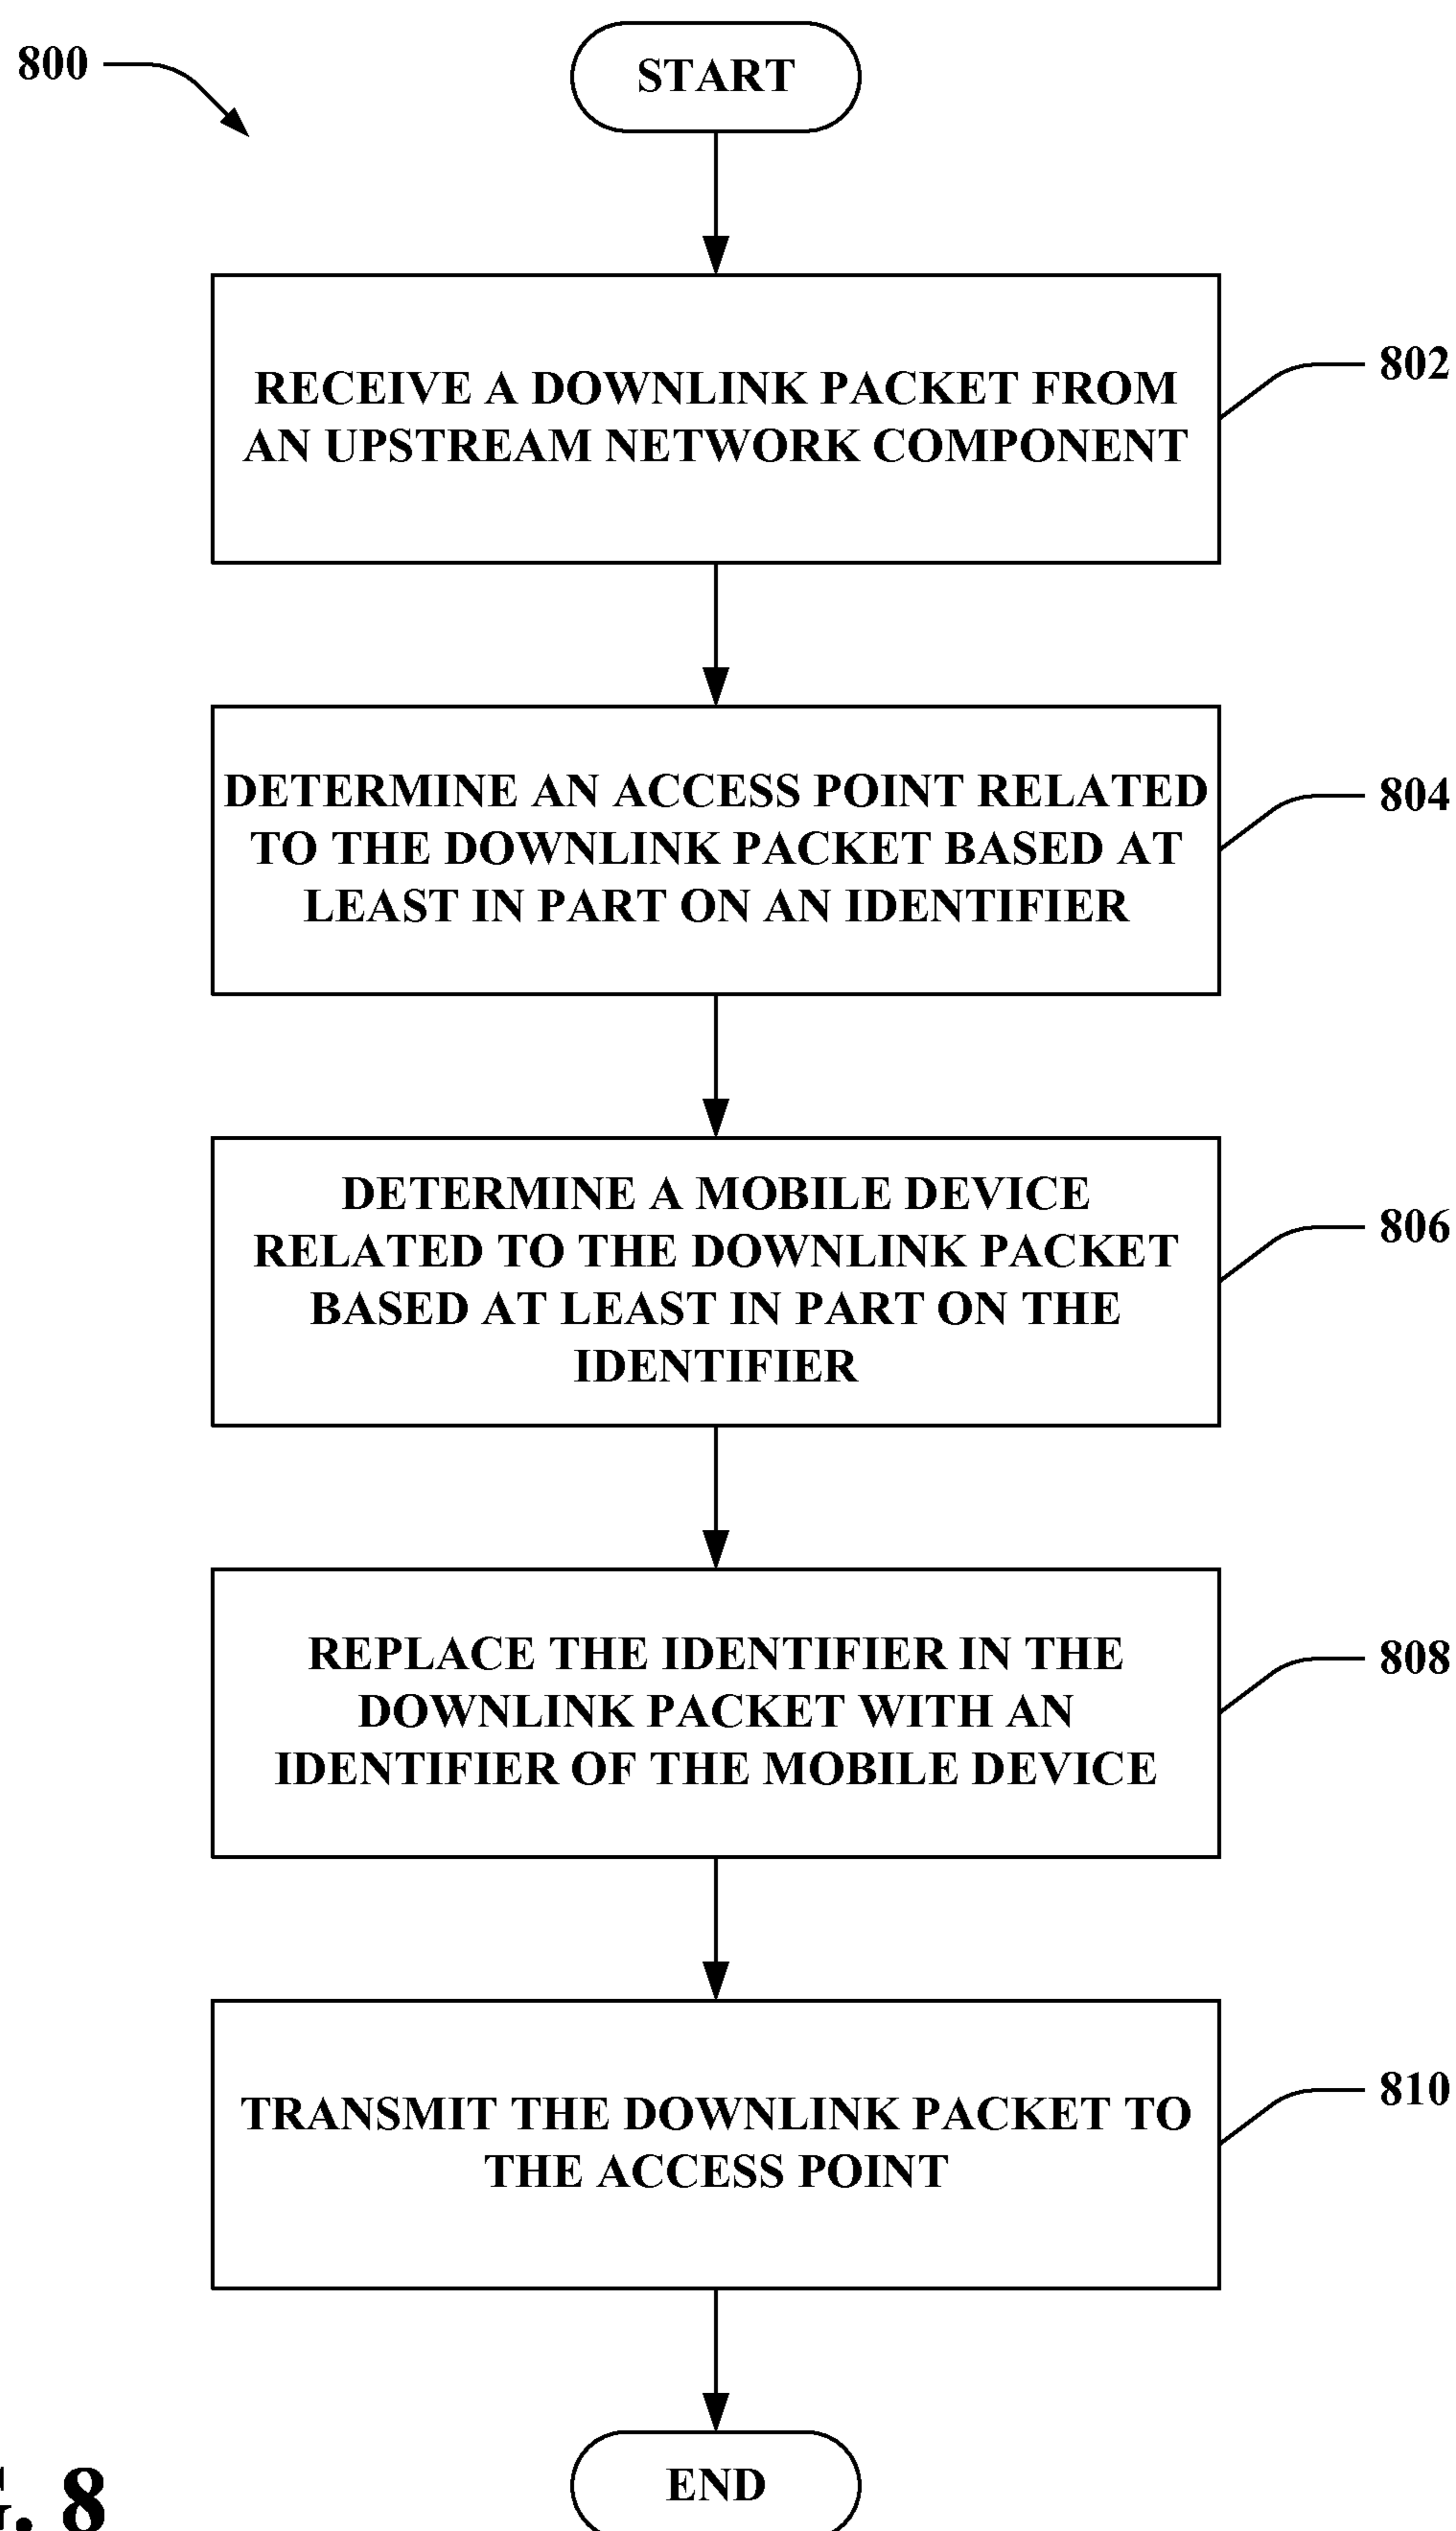 800
START
RECEIVE A DOWNLINK PACKET FROM
AN UPSTREAM NETWORK COMPONENT
802
DETERMINE AN ACCESS POINT RELATED
TO THE DOWNLINK PACKET BASED AT
LEAST IN PART ON AN IDENTIFIER
804
DETERMINE A MOBILE DEVICE
RELATED TO THE DOWNLINK PACKET
BASED AT LEAST IN PART ON THE
IDENTIFIER
806
REPLACE THE IDENTIFIER IN THE
DOWNLINK PACKET WITH AN
IDENTIFIER OF THE MOBILE DEVICE
808
TRANSMIT THE DOWNLINK PACKET TO
THE ACCESS POINT
810
END
G. 8